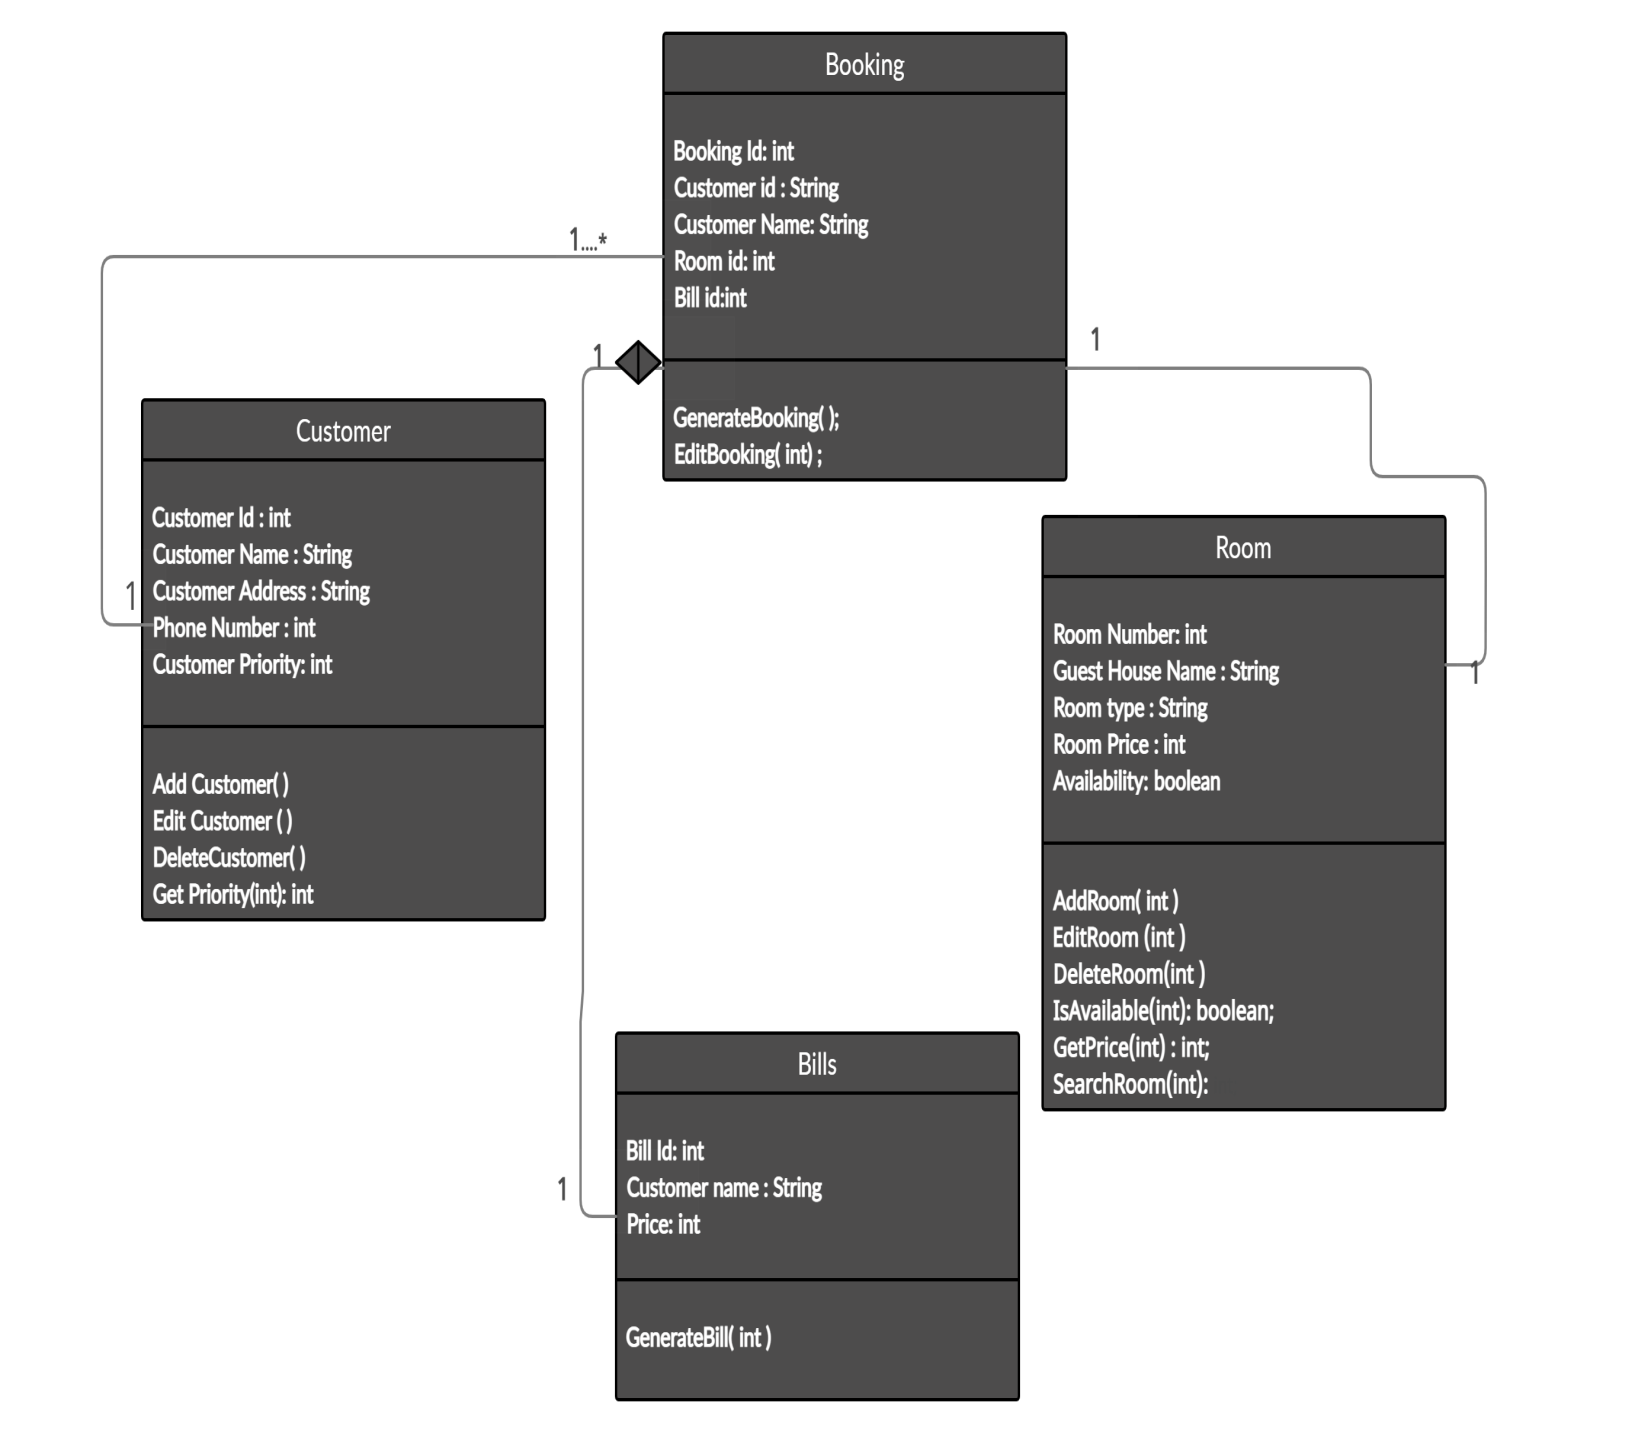 Booking
Booking Id: int
Customer id : String
Customer Name: String
Room id: int
Bill id:int
GenerateBooking( );
EditBooking( int) ;
1....*
1
1
Customer
Customer Id : int
Customer Name : String
Customer Address : String
Phone Number : int
Customer Priority: int
Add Customer( )
Edit Customer ( )
DeleteCustomer( )
Get Priority(int): int
1
Room
Room Number: int
Guest House Name : String
Room type : String
Room Price : int
Availability: boolean
AddRoom( int )
EditRoom (int )
DeleteRoom(int )
IsAvailable(int): boolean;
GetPrice(int) : int;
SearchRoom(int):
1
Bills
Bill Id: int
Customer name : String
Price: int
GenerateBill( int )
1